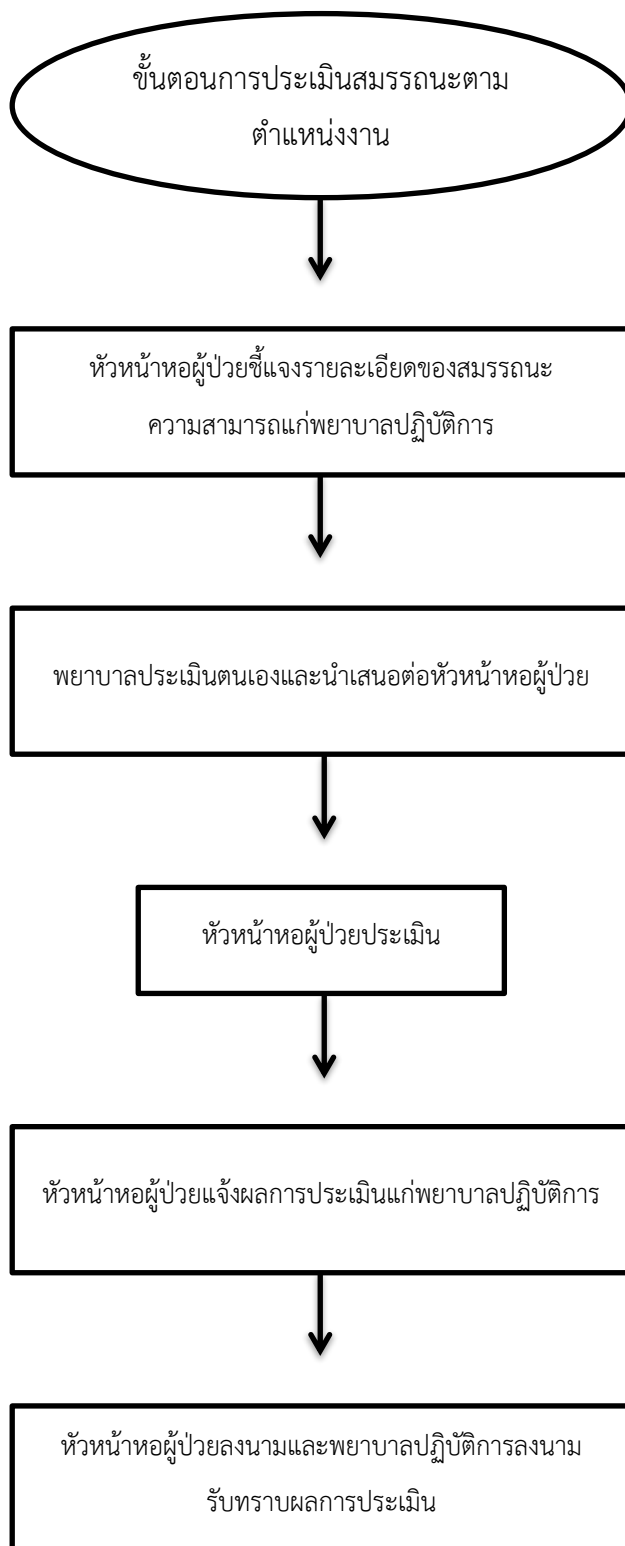 ขั้นตอนการประเมินสมรรถนะตาม
ตำแหน่งงาน
หัวหน้าหอผู้ป่วยชี้แจงรายละเอียดของสมรรถนะ
ความสามารถแก่พยาบาลปฏิบัติการ
พยาบาลประเมินตนเองและนำเสนอต่อหัวหน้าหอผู้ป่วย
หัวหน้าหอผู้ป่วยประเมิน
หัวหน้าหอผู้ป่วยแจ้งผลการประเมินแก่พยาบาลปฏิบัติการ
หัวหน้าหอผู้ป่วยลงนามและพยาบาลปฏิบัติการลงนาม
รับทราบผลการประเมิน